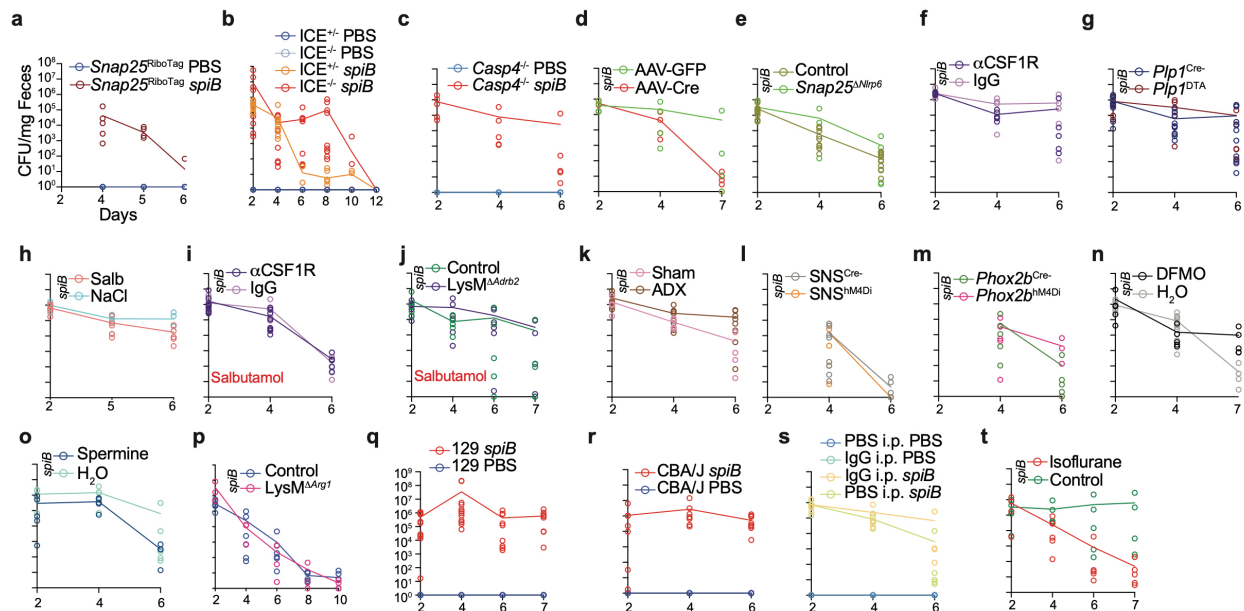 a
Snap25RiboTag PBS
Snap25RiboTag spiB
CFU/mg Feces
10⁸
10⁷
10⁶
10⁵
10⁴
10³
10²
10¹
10⁰
2 4 5 6
Days
b
ICE+/- PBS
ICE-/- PBS
ICE+/- spiB
ICE-/- spiB
2 4 6 8 10 12
c
Casp4-/- PBS
Casp4-/- spiB
2 4 6
d
spiB
AAV-GFP
AAV-Cre
2 4 7
e
spiB
Control
Snap25ΔNlrp6
2 4 6
f
spiB
αCSF1R
IgG
2 4 6
g
spiB
Plp1Cre-
Plp1DTA
2 4 6
h
spiB
Salb
NaCl
2 5 6
i
spiB
αCSF1R
IgG
Salbutamol
2 4 6
j
spiB
Control
LysMΔAdrb2
Salbutamol
2 4 6 7
k
spiB
Sham
ADX
2 4 6
l
spiB
SNSCre-
SNShM4Di
2 4 6
m
spiB
Phox2bCre-
Phox2bhM4Di
2 4 6
n
spiB
DFMO
H₂O
2 4 7
o
spiB
Spermine
H₂O
2 4 6
p
spiB
Control
LysMΔArg1
2 4 6 8 10
q
129 spiB
129 PBS
10⁹
10⁸
10⁷
10⁶
10⁵
10⁴
10³
10²
10¹
10⁰
2 4 6 7
r
CBA/J spiB
CBA/J PBS
2 4 6
s
PBS i.p. PBS
IgG i.p. PBS
IgG i.p. spiB
PBS i.p. spiB
2 4 6
t
spiB
Isoflurane
Control
2 4 6 7